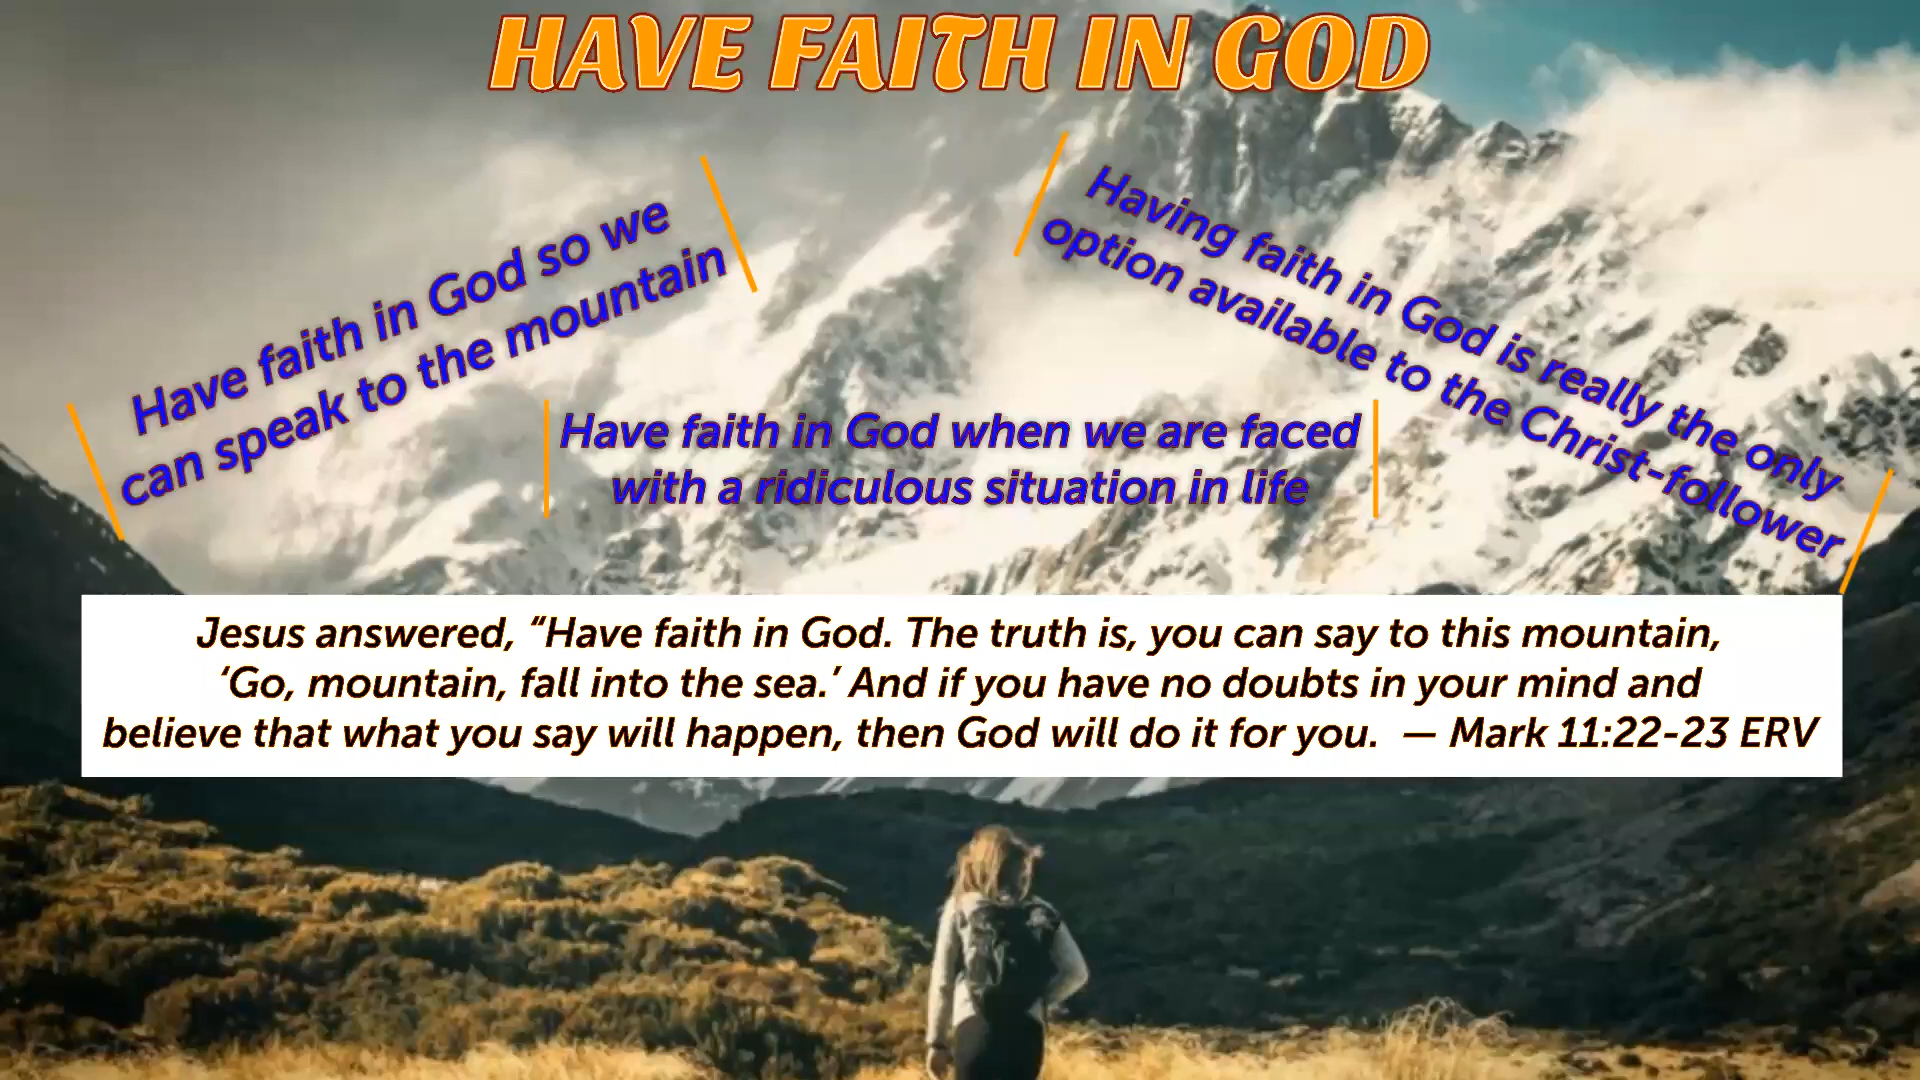 HAVE FAITH IN GOD
Have faith in God so we
can speak to the mountain
Having faith in God is really the only
option available to the Christ-follower
Have faith in God when we are faced
with a ridiculous situation in life
Jesus answered, “Have faith in God. The truth is, you can say to this mountain,
‘Go, mountain, fall into the sea.’ And if you have no doubts in your mind and
believe that what you say will happen, then God will do it for you. — Mark 11:22-23 ERV